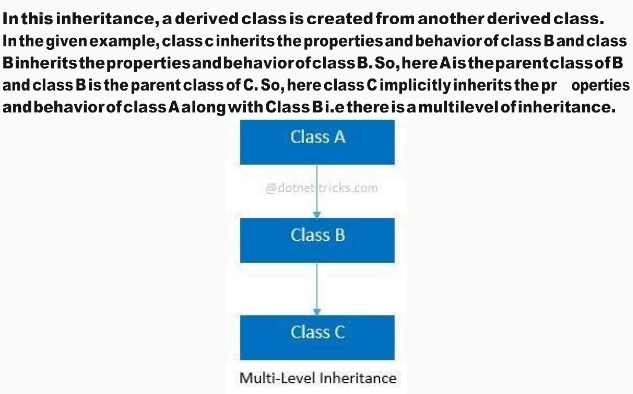 In this inheritance, a derived class is created from another derived class.
In the given example, class c inherits the properties and behavior of class B and class
B inherits the properties and behavior of class B. So, here A is the parent class of B
and class B is the parent class of C. So, here class C implicitly inherits the pr operties
and behavior of class A along with Class B i.e there is a multilevel of inheritance.
Class A
@dotnet-tricks.com
Class B
Class C
Multi-Level Inheritance